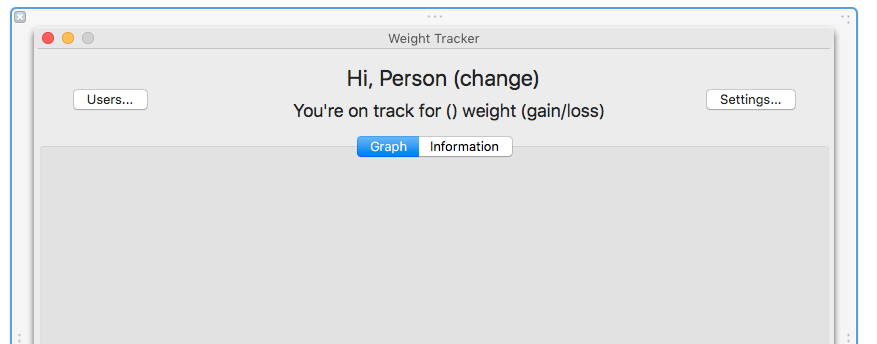 Weight Tracker
Hi, Person (change)
Users...
You're on track for () weight (gain/loss)
Settings...
Graph
Information